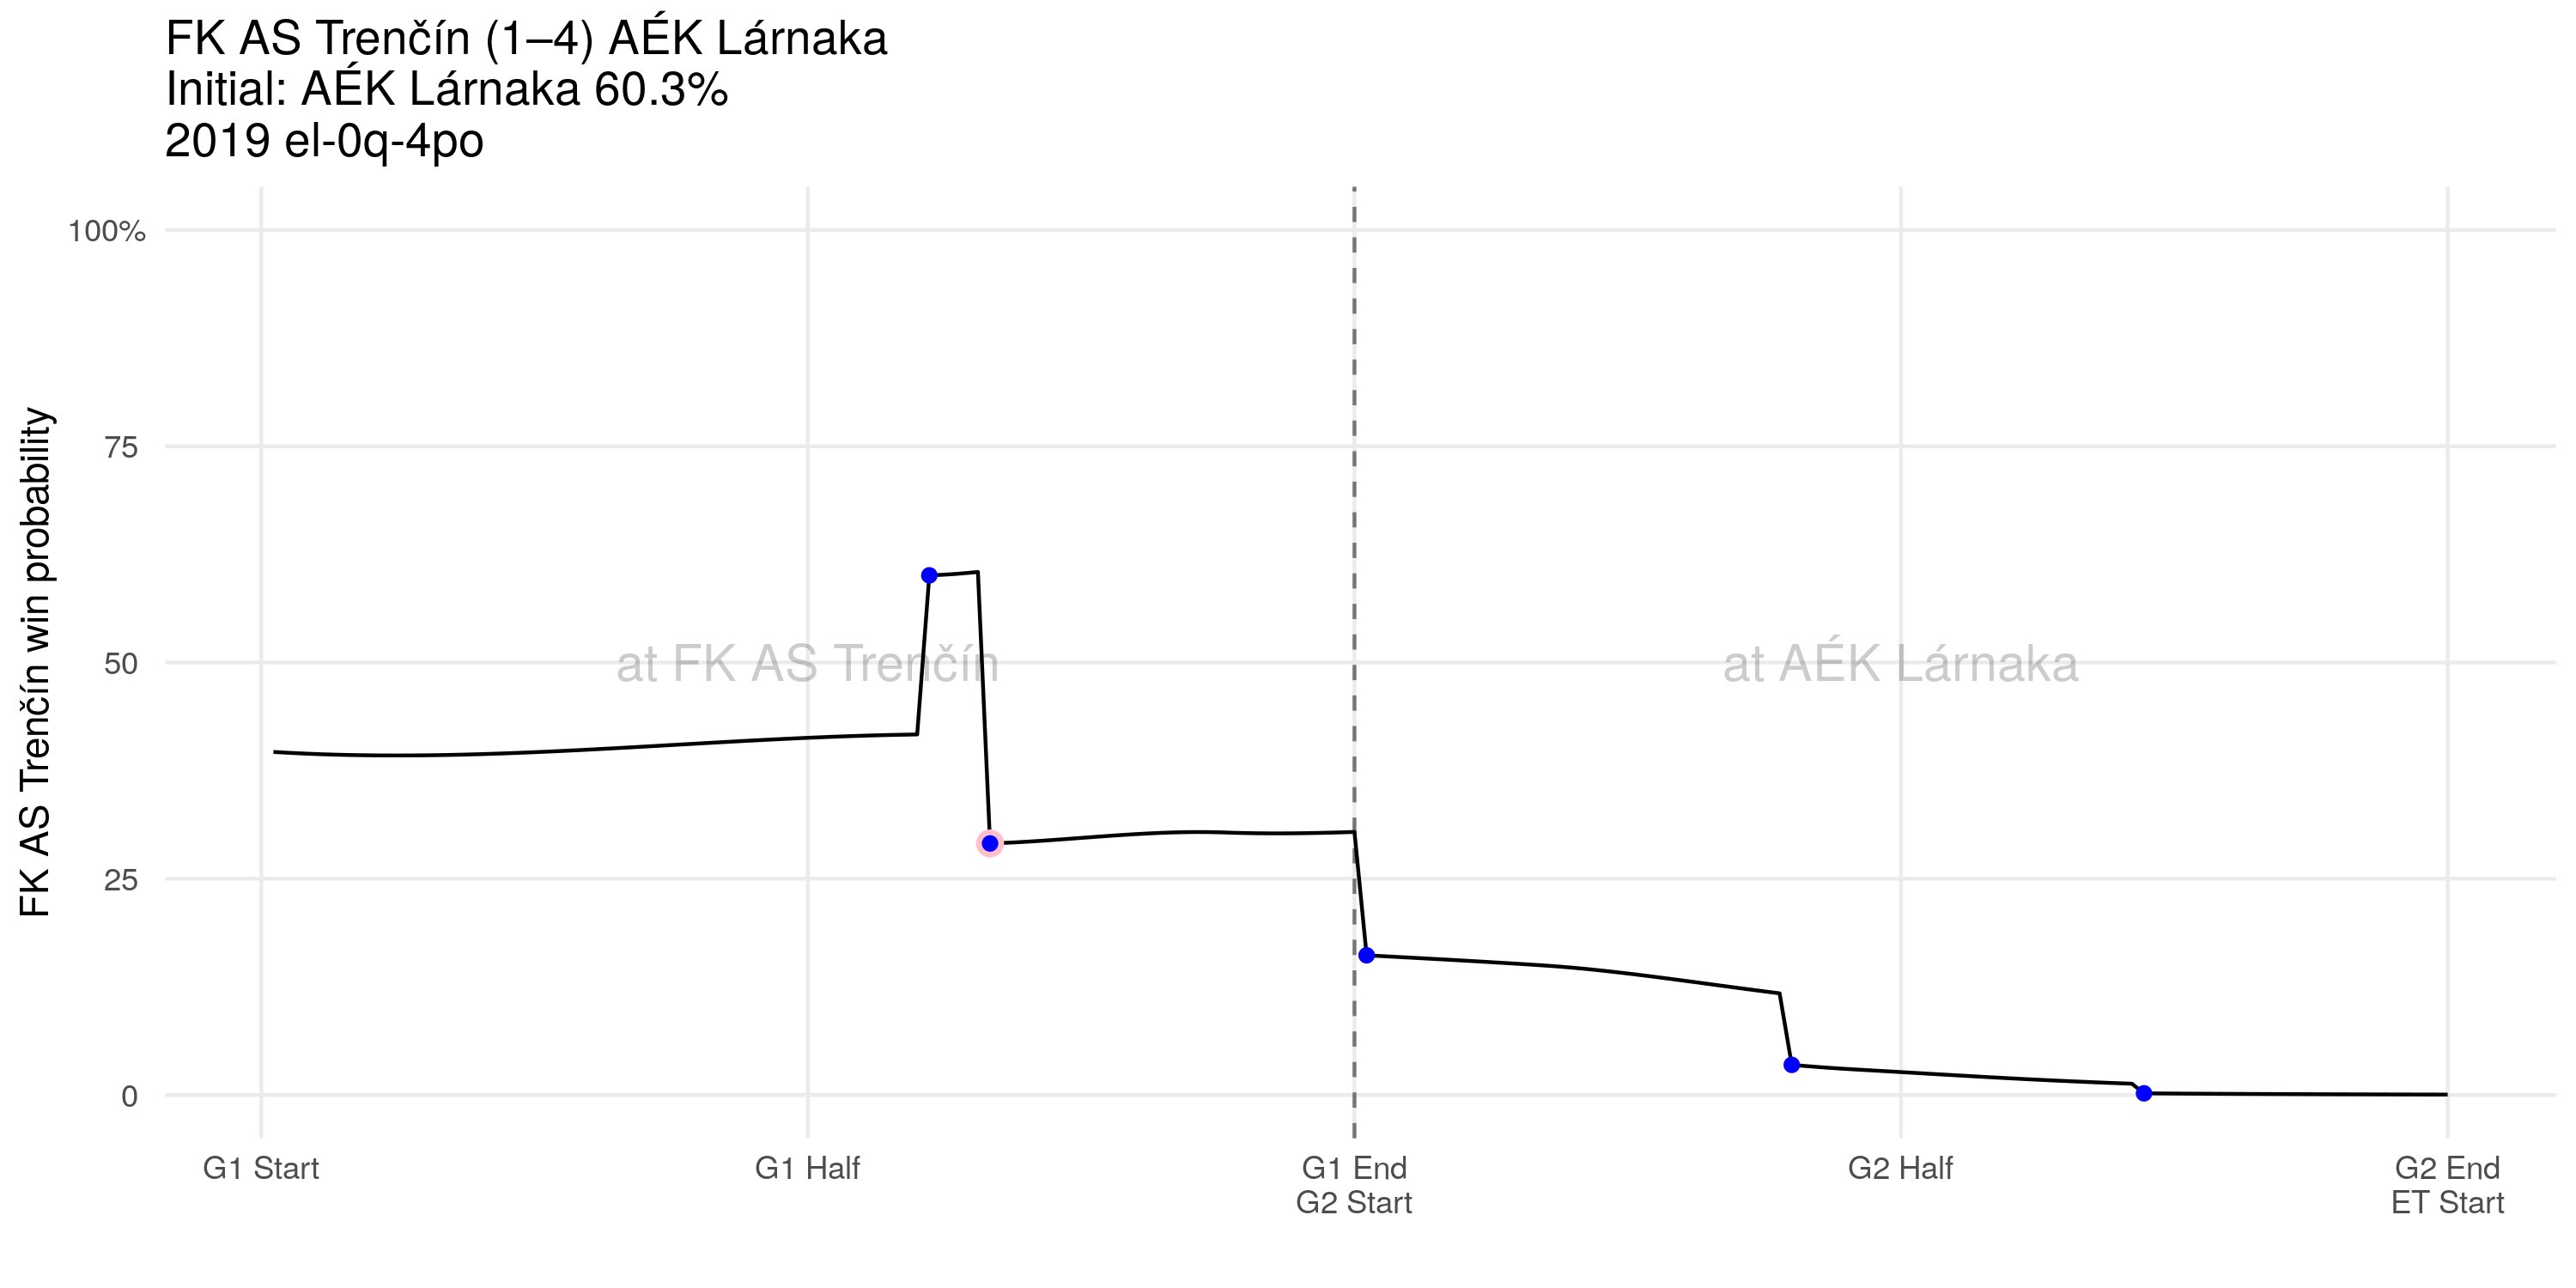 FK AS Trenčín (1–4) AÉK Lárnaka
Initial: AÉK Lárnaka 60.3%
2019 el-0q-4po
FK AS Trenčín win probability
100%
75
50
25
0
at FK AS Trenčín
at AÉK Lárnaka
G1 Start
G1 Half
G1 End
G2 Start
G2 Half
G2 End
ET Start